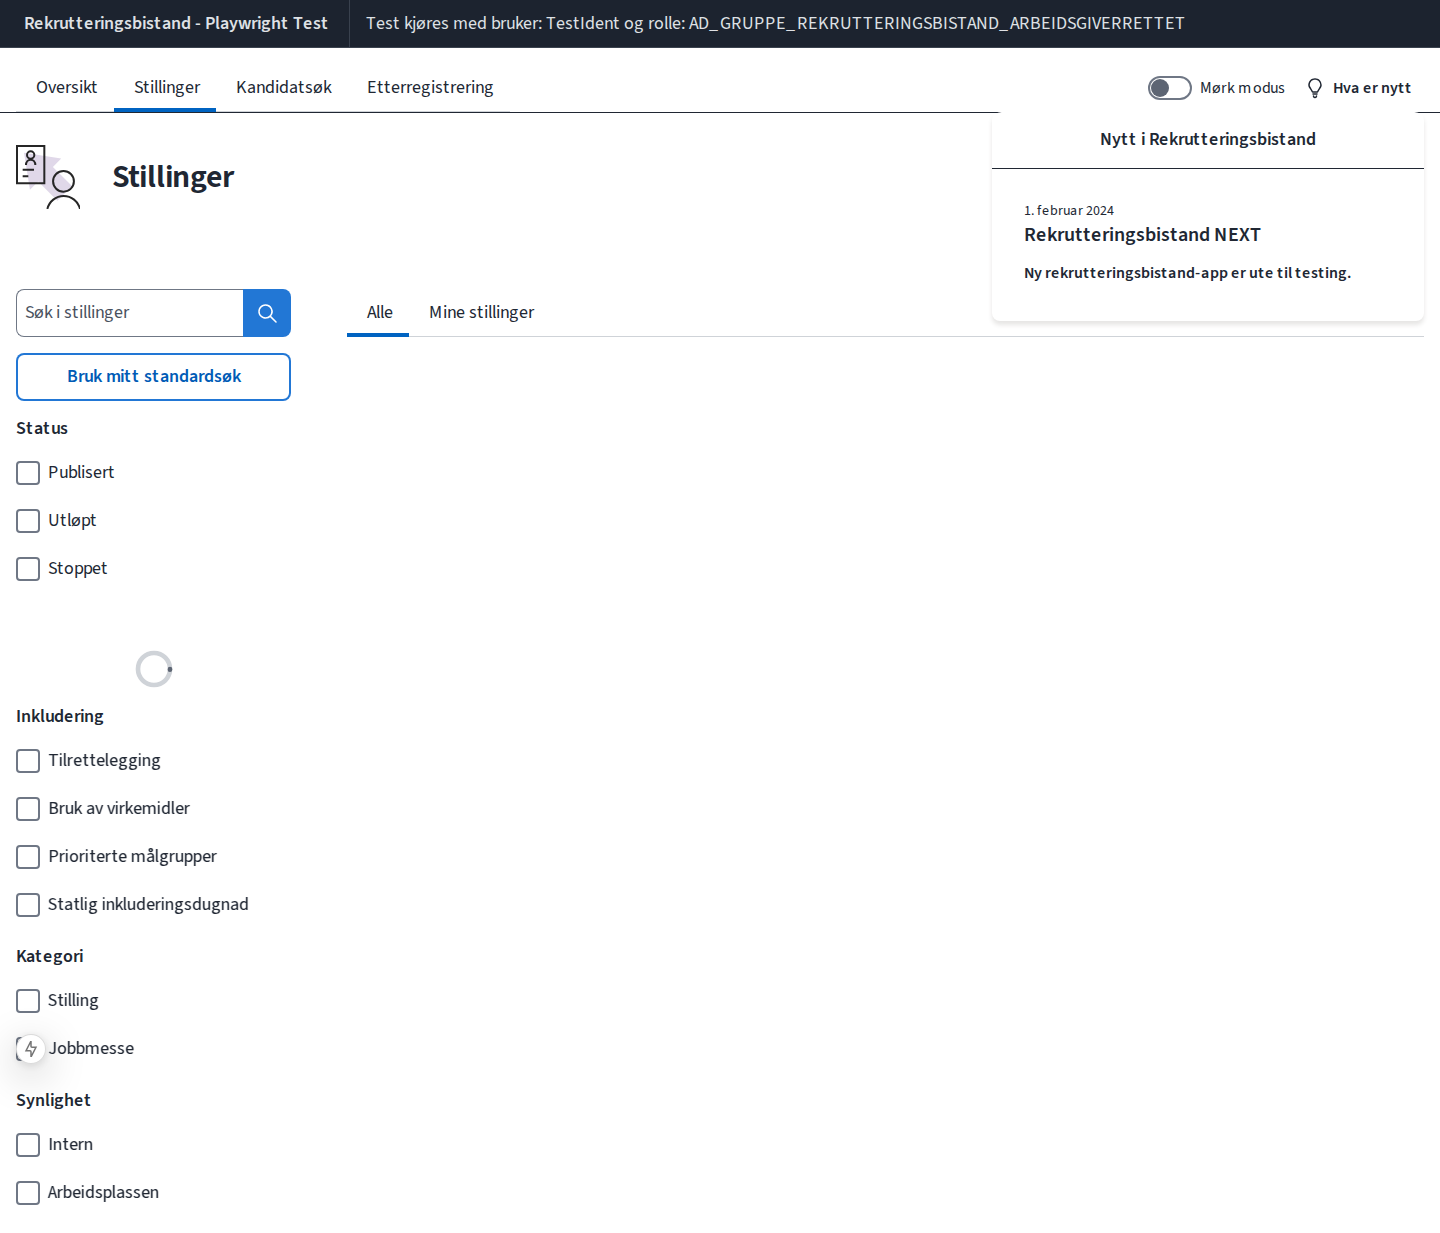 Rekrutteringsbistand - Playwright Test
Test kjøres med bruker: TestIdent og rolle: AD_GRUPPE_REKRUTTERINGSBISTAND_ARBEIDSGIVERRETTET
Oversikt
Stillinger
Kandidatsøk
Etterregistrering
Mørk modus
Hva er nytt
Nytt i Rekrutteringsbistand
1. februar 2024
Rekrutteringsbistand NEXT
Ny rekrutteringsbistand-app er ute til testing.
Stillinger
Søk i stillinger
Alle
Mine stillinger
Bruk mitt standardsøk
Status
Publisert
Utløpt
Stoppet
Inkludering
Tilrettelegging
Bruk av virkemidler
Prioriterte målgrupper
Statlig inkluderingsdugnad
Kategori
Stilling
Jobbmesse
Synlighet
Intern
Arbeidsplassen